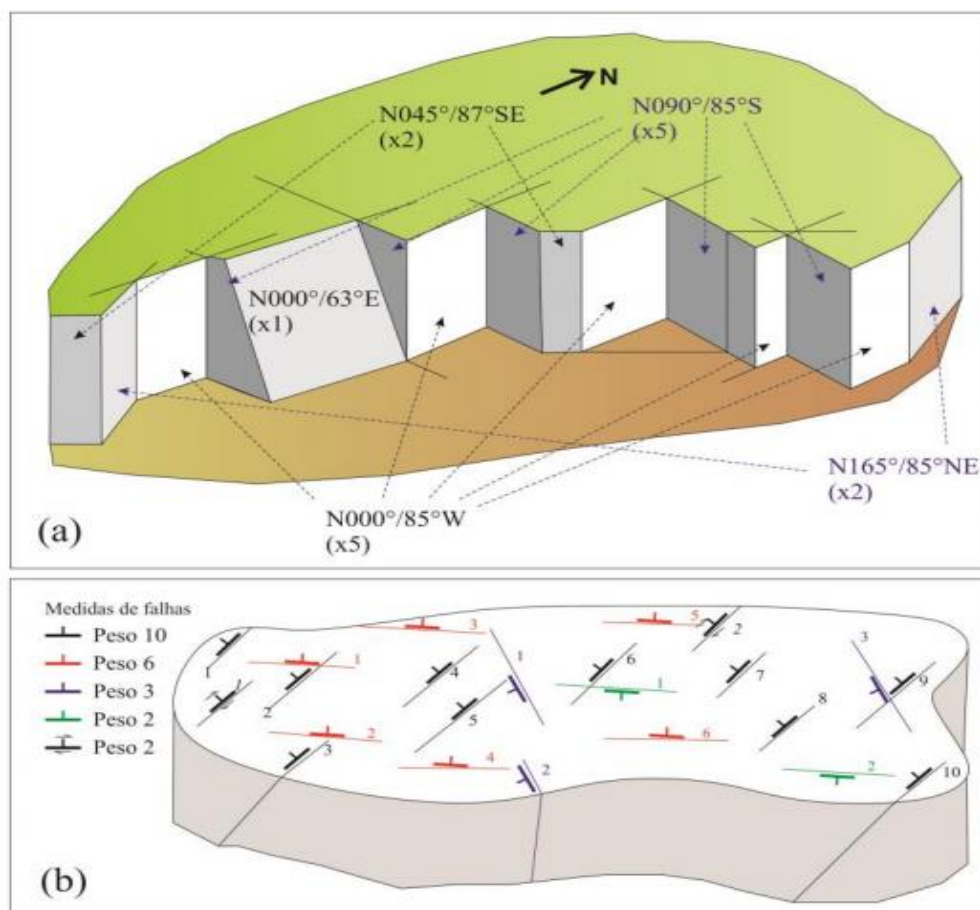 N
N045°/87°SE
(x2)
N090°/85°S
(x5)
N000°/63°E
(x1)
N165°/85°NE
(x2)
N000°/85°W
(x5)
(a)
Medidas de falhas
Peso 10
Peso 6
Peso 3
Peso 2
Peso 2
1
1
2
3
1
2
3
4
4
5
1
2
5
2
6
1
7
6
3
9
8
2
10
(b)